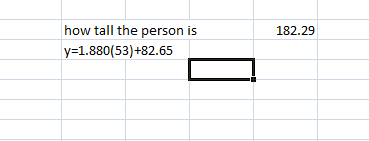 how tall the person is 182.29
y=1.880(53)+82.65